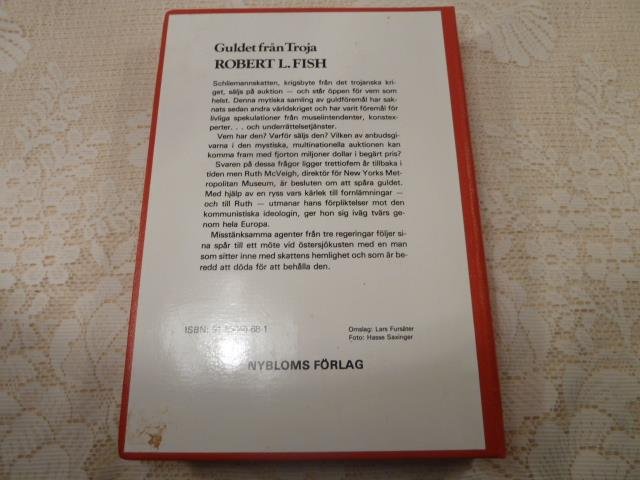 Guldet från Troja
ROBERT L. FISH
Schliemannskatten, krigsbyte från det trojanska kri-
get, säljs på auktion — och står öppen för vem som
helst. Denna mytiska samling av guldföremål har sak-
nats sedan andra världskriget och har varit föremål för
livliga spekulationer från museiintendenter, konstex-
perter. . . och underrättelsetjänster.
Vem har den? Varför säljs den? Vilken av anbudsgi-
varna i den mystiska, multinationella auktionen kan
komma fram med fjorton miljoner dollar i begärt pris?
Svaren på dessa frågor ligger trettiofem år tillbaka i
tiden men Ruth McVeigh, direktör för New Yorks Met-
ropolitan Museum, är besluten om att spåra guldet.
Med hjälp av en ryss vars kärlek till fornlämningar —
och till Ruth — utmanar hans förpliktelser mot den
kommunistiska ideologin, ger hon sig iväg tvärs ge-
nom hela Europa.
Misstänksamma agenter från tre regeringar följer si-
na spår till ett möte vid östersjökusten med en man
som sitter inne med skattens hemlighet och som är be-
redd att döda för att behålla den.
ISBN: 91
Omslag: Lars Fursäter
Foto: Hasse Saxinger
NYBLOMS FÖRLAG